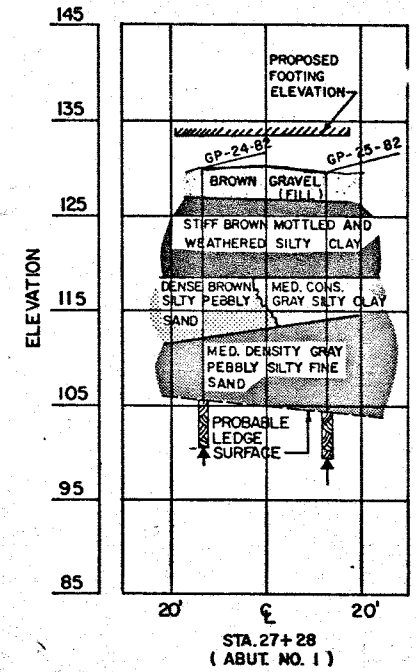 145
PROPOSED
FOOTING
ELEVATION
135
GP-24-82
GP-25-82
BROWN GRAVEL
(FILL)
125
STIFF BROWN MOTTLED AND
WEATHERED SILTY CLAY
ELEVATION
DENSE BROWN
SILTY PEBBLY
SAND
MED. CONS.
GRAY SILTY CLAY
115
MED. DENSITY GRAY
PEBBLY SILTY FINE
SAND
105
PROBABLE
LEDGE
SURFACE
95
85
20'
℄
20'
STA. 27+28
( ABUT. NO. 1 )